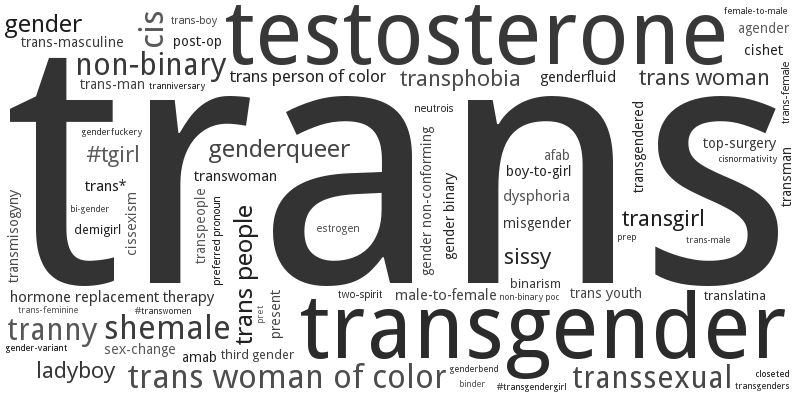 gender
cis
trans-boy
testosterone
female-to-male
agender
trans-masculine
post-op
cishet
non-binary
trans person of color
transphobia
genderfluid
trans woman
trans-man
tranniversary
trans-female
trans
genderfuckery
neutrois
gender non-conforming
transgendered
top-surgery
cisnormativity
#tgirl
genderqueer
afab
boy-to-girl
transman
trans*
transwoman
gender binary
dysphoria
transmisogyny
bi-gender
cissexism
transpeople
preferred pronoun
misgender
transgirl
demigirl
trans people
estrogen
prep
trans-male
sissy
binarism
hormone replacement therapy
pret
present
two-spirit
male-to-female
non-binary poc
trans youth
translatina
trans-feminine
#transwomen
tranny
shemale
transgender
gender-variant
sex-change
amab
third gender
ladyboy
trans woman of color
genderbend
binder
#transgendergirl
transsexual
closeted
transgenders